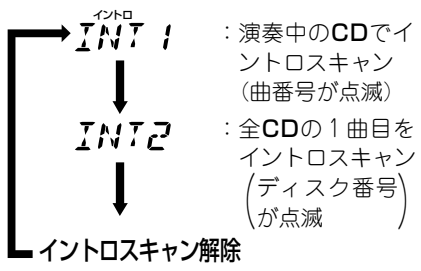 イントロ
INT 1 ：演奏中のCDでイ
ントロスキャン
（曲番号が点滅）
INT2 ：全CDの1曲目を
イントロスキャン
（ディスク番号
が点滅）
イントロスキャン解除